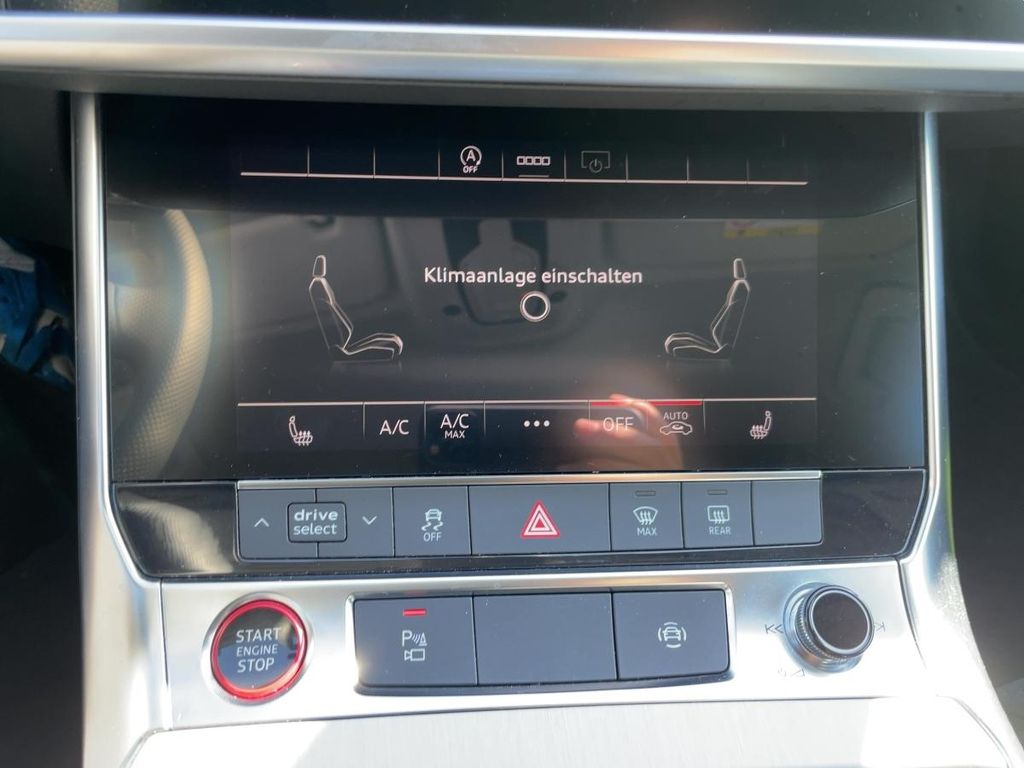 A
OFF
Klimaanlage einschalten
A/C
A/C
MAX
OFF
AUTO
drive
select
OFF
MAX
REAR
START
ENGINE
STOP
P